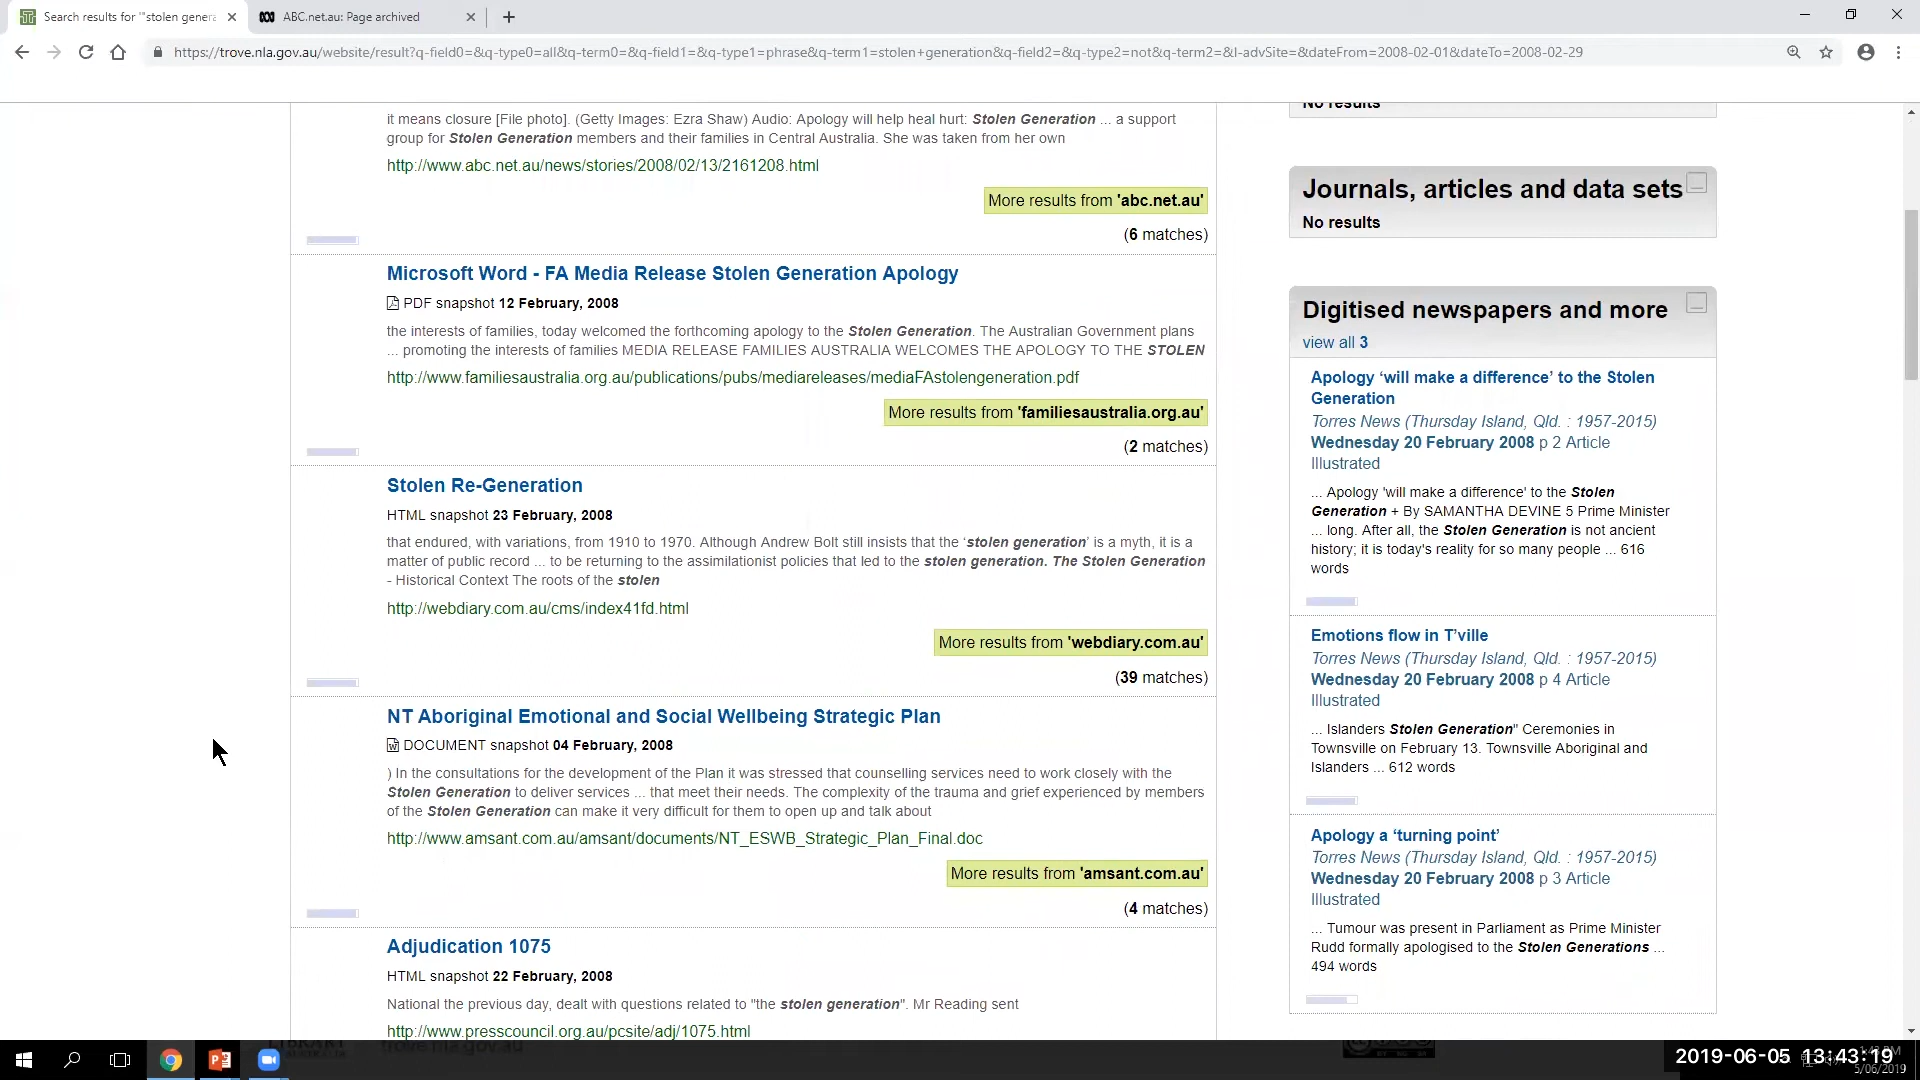 Search results for '"stolen genera
ABC.net.au: Page archived
https://trove.nla.gov.au/website/result?q-field0=&q-type0=all&q-term0=&q-field1=&q-type1=phrase&q-term1=stolen+generation&q-field2=&q-type2=not&q-term2=&l-advSite=&dateFrom=2008-02-01&dateTo=2008-02-29
it means closure [File photo]. (Getty Images: Ezra Shaw) Audio: Apology will help heal hurt: Stolen Generation ... a support
group for Stolen Generation members and their families in Central Australia. She was taken from her own
http://www.abc.net.au/news/stories/2008/02/13/2161208.html
More results from 'abc.net.au'
(6 matches)
Microsoft Word - FA Media Release Stolen Generation Apology
PDF snapshot 12 February, 2008
the interests of families, today welcomed the forthcoming apology to the Stolen Generation. The Australian Government plans
... promoting the interests of families MEDIA RELEASE FAMILIES AUSTRALIA WELCOMES THE APOLOGY TO THE STOLEN
http://www.familiesaustralia.org.au/publications/pubs/mediareleases/mediaFAstolengeneration.pdf
More results from 'familiesaustralia.org.au'
(2 matches)
Stolen Re-Generation
HTML snapshot 23 February, 2008
that endured, with variations, from 1910 to 1970. Although Andrew Bolt still insists that the ‘stolen generation’ is a myth, it is a
matter of public record ... to be returning to the assimilationist policies that led to the stolen generation. The Stolen Generation
- Historical Context The roots of the stolen
http://webdiary.com.au/cms/index41fd.html
More results from 'webdiary.com.au'
(39 matches)
NT Aboriginal Emotional and Social Wellbeing Strategic Plan
DOCUMENT snapshot 04 February, 2008
) In the consultations for the development of the Plan it was stressed that counselling services need to work closely with the
Stolen Generation to deliver services ... that meet their needs. The complexity of the trauma and grief experienced by members
of the Stolen Generation can make it very difficult for them to open up and talk about
http://www.amsant.com.au/amsant/documents/NT_ESWB_Strategic_Plan_Final.doc
More results from 'amsant.com.au'
(4 matches)
Adjudication 1075
HTML snapshot 22 February, 2008
National the previous day, dealt with questions related to "the stolen generation". Mr Reading sent
http://www.presscouncil.org.au/pcsite/adj/1075.html
No results
Journals, articles and data sets
No results
Digitised newspapers and more
view all 3
Apology ‘will make a difference’ to the Stolen
Generation
Torres News (Thursday Island, Qld. : 1957-2015)
Wednesday 20 February 2008 p 2 Article
Illustrated
... Apology 'will make a difference' to the Stolen
Generation + By SAMANTHA DEVINE 5 Prime Minister
... long. After all, the Stolen Generation is not ancient
history; it is today's reality for so many people ... 616
words
Emotions flow in T’ville
Torres News (Thursday Island, Qld. : 1957-2015)
Wednesday 20 February 2008 p 4 Article
Illustrated
... Islanders Stolen Generation" Ceremonies in
Townsville on February 13. Townsville Aboriginal and
Islanders ... 612 words
Apology a ‘turning point’
Torres News (Thursday Island, Qld. : 1957-2015)
Wednesday 20 February 2008 p 3 Article
Illustrated
... Tumour was present in Parliament as Prime Minister
Rudd formally apologised to the Stolen Generations ...
494 words
trove.nla.gov.au
2019-06-05 13:43:19
5/06/2019